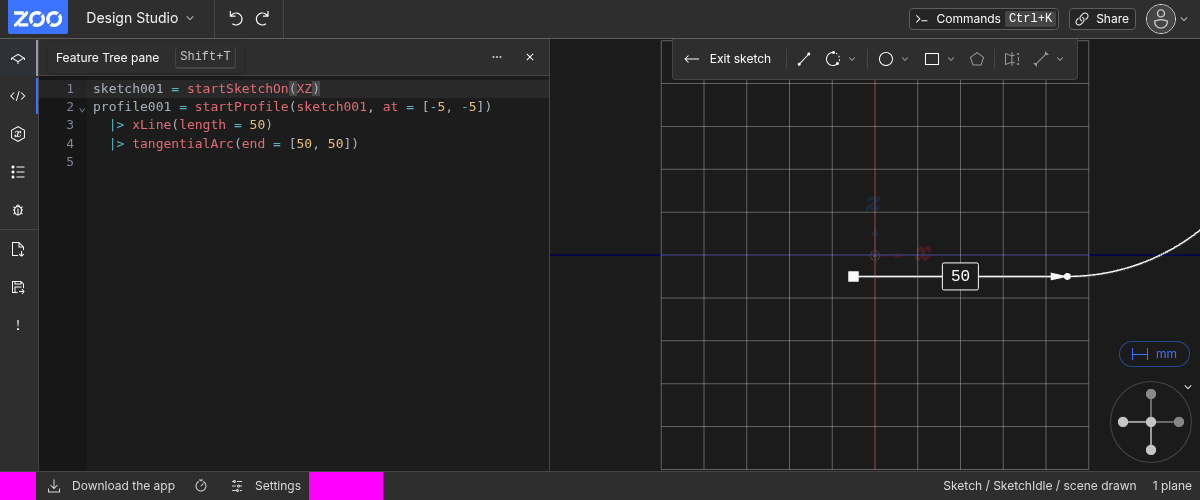 ZOO Design Studio Commands Ctrl+K Share
Feature Tree pane Shift+T
Exit sketch
1 sketch001 = startSketchOn(XZ)
2 profile001 = startProfile(sketch001, at = [-5, -5])
3 |> xLine(length = 50)
4 |> tangentialArc(end = [50, 50])
5
z
x
50
mm
Download the app Settings Sketch / SketchIdle / scene drawn 1 plane